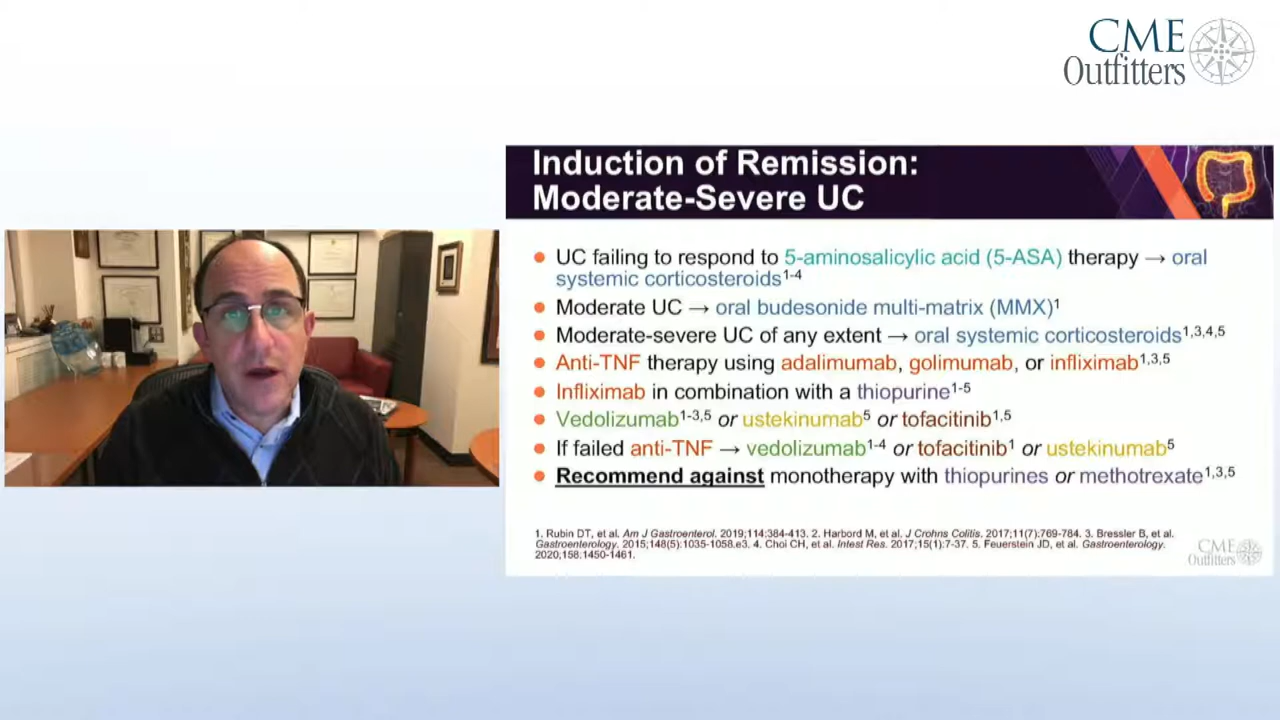 CME
Outfitters
Induction of Remission:
Moderate-Severe UC
● UC failing to respond to 5-aminosalicylic acid (5-ASA) therapy → oral
systemic corticosteroids1-4
● Moderate UC → oral budesonide multi-matrix (MMX)1
● Moderate-severe UC of any extent → oral systemic corticosteroids1,3,4,5
● Anti-TNF therapy using adalimumab, golimumab, or infliximab1,3,5
● Infliximab in combination with a thiopurine1-5
● Vedolizumab1-3,5 or ustekinumab5 or tofacitinib1,5
● If failed anti-TNF → vedolizumab1-4 or tofacitinib1 or ustekinumab5
● Recommend against monotherapy with thiopurines or methotrexate1,3,5
1. Rubin DT, et al. Am J Gastroenterol. 2019;114:384-413. 2. Harbord M, et al. J Crohns Colitis. 2017;11(7):769-784. 3. Bressler B, et al.
Gastroenterology. 2015;148(5):1035-1058.e3. 4. Choi CH, et al. Intest Res. 2017;15(1):7-37. 5. Feuerstein JD, et al. Gastroenterology.
2020;158:1450-1461.
CME
Outfitters